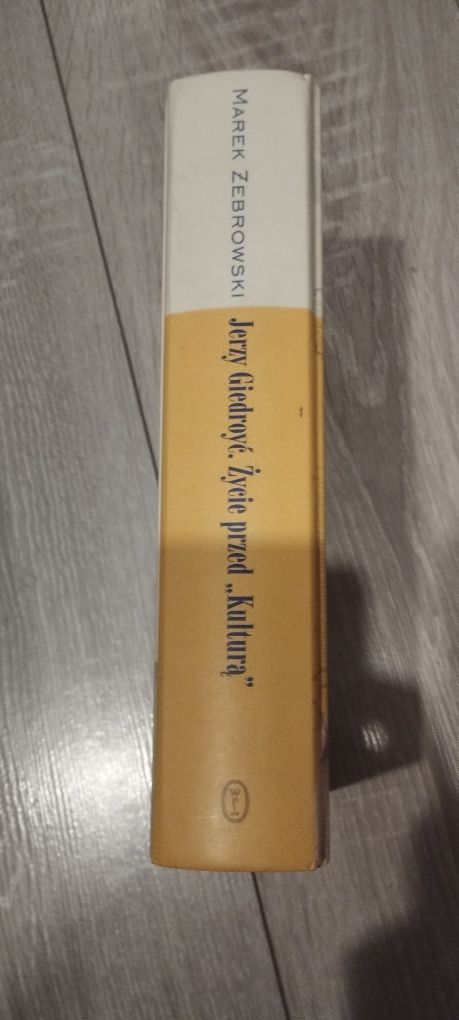 MAREK ŻEBROWSKI
Jerzy Giedroyć. Życie przed „Kulturą”